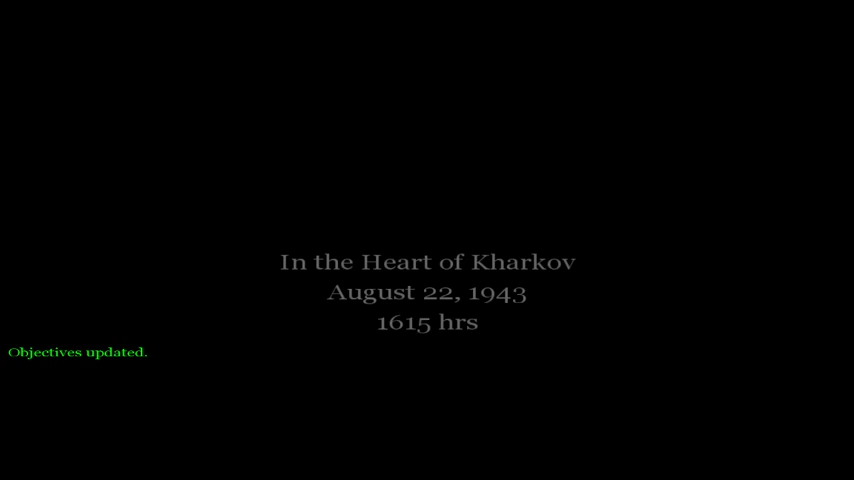 In the Heart of Kharkov
August 22, 1943
1615 hrs
Objectives updated.